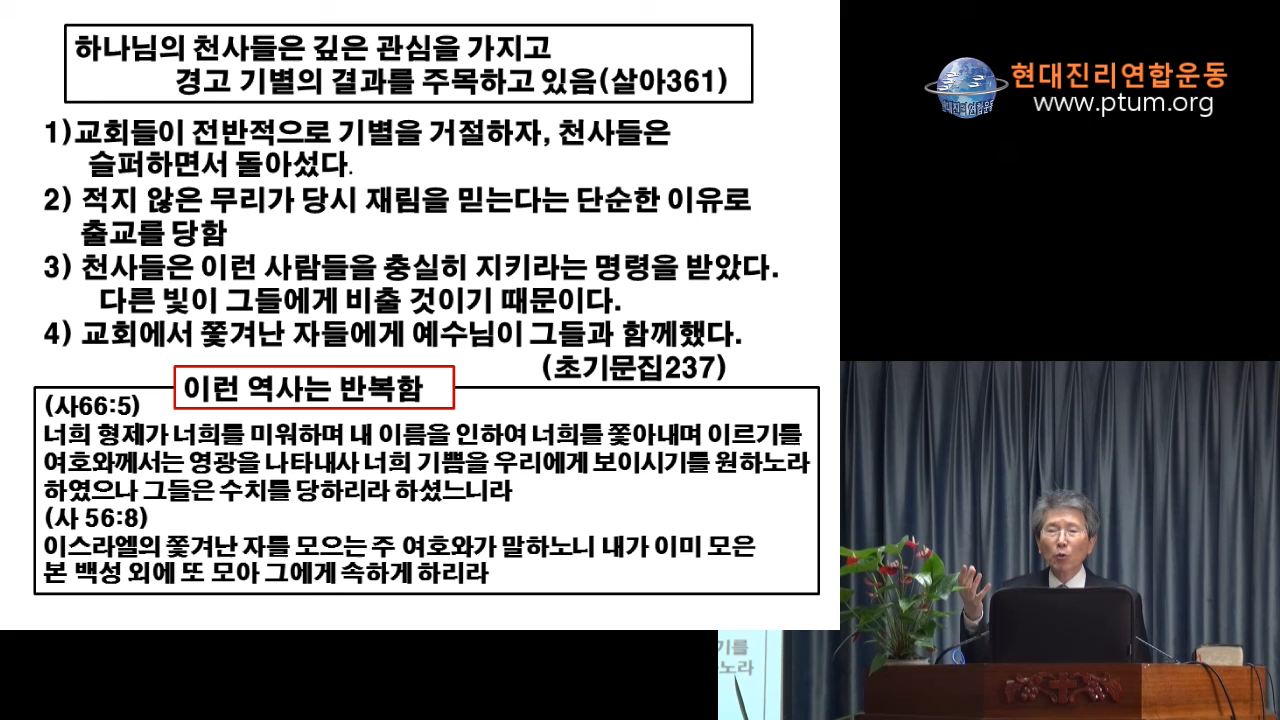 하나님의 천사들은 깊은 관심을 가지고
경고 기별의 결과를 주목하고 있음(살아361)
1)교회들이 전반적으로 기별을 거절하자, 천사들은
슬퍼하면서 돌아섰다.
2) 적지 않은 무리가 당시 재림을 믿는다는 단순한 이유로
출교를 당함
3) 천사들은 이런 사람들을 충실히 지키라는 명령을 받았다.
다른 빛이 그들에게 비출 것이기 때문이다.
4) 교회에서 쫓겨난 자들에게 예수님이 그들과 함께했다.
(초기문집237)
이런 역사는 반복함
(사66:5)
너희 형제가 너희를 미워하며 내 이름을 인하여 너희를 쫓아내며 이르기를
여호와께서는 영광을 나타내사 너희 기쁨을 우리에게 보이시기를 원하노라
하였으나 그들은 수치를 당하리라 하셨느니라
(사 56:8)
이스라엘의 쫓겨난 자를 모으는 주 여호와가 말하노니 내가 이미 모은
본 백성 외에 또 모아 그에게 속하게 하리라
현대진리연합운동
www.ptum.org
현대진리연합운동
기를
노라